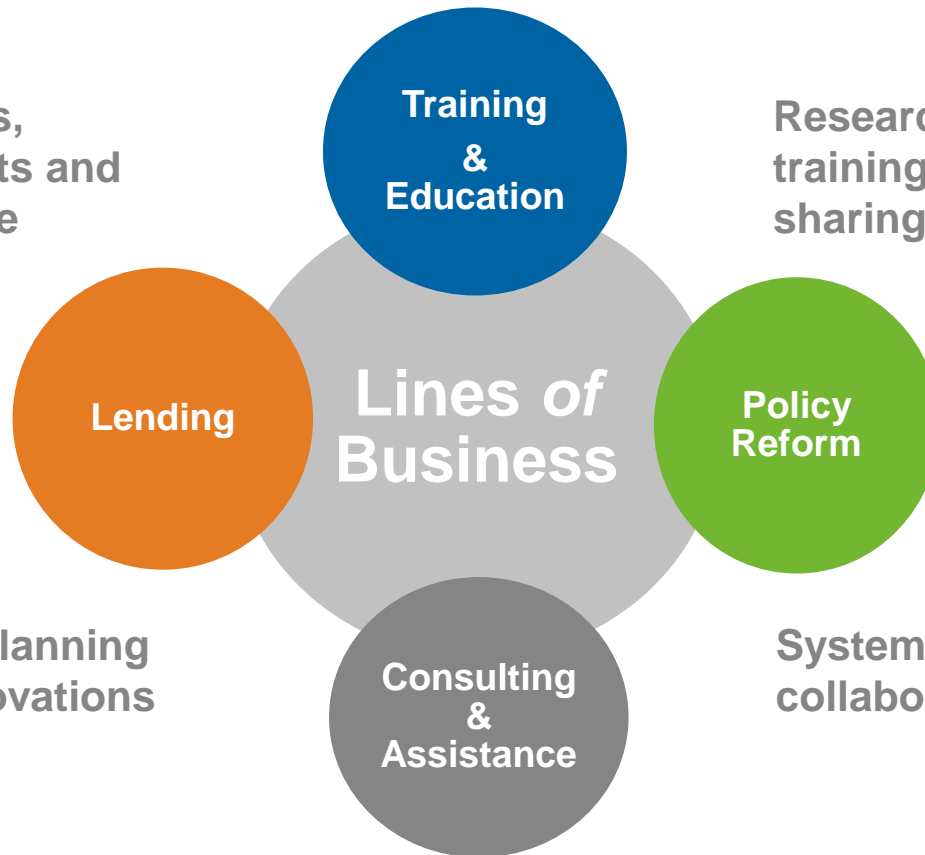 Training
&
Education
s,
ts and
e
Researc
training
sharing
Lending
Lines of
Business
Policy
Reform
lanning
ovations
System
collabo
Consulting
&
Assistance